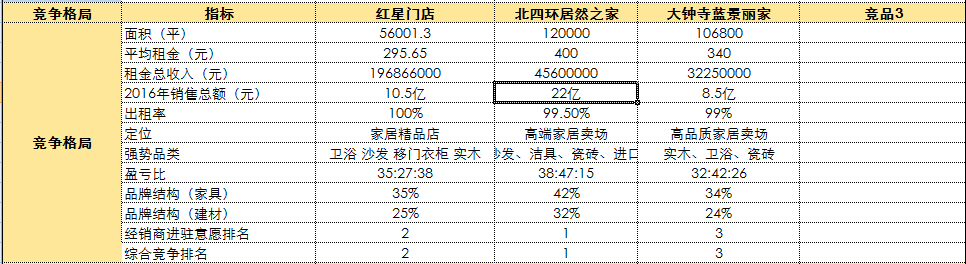 竞争格局 指标 红星门店 北四环居然之家 大钟寺蓝景丽家 竞品3
面积（平） 56001.3 120000 106800
平均租金（元） 295.65 400 340
租金总收入（元） 196866000 45600000 32250000
2016年销售总额（元） 10.5亿 22亿 8.5亿
出租率 100% 99.50% 99%
定位 家居精品店 高端家居卖场 高品质家居卖场
竞争格局
强势品类 卫浴 沙发 移门衣柜 实木 沙发、洁具、瓷砖、进口 实木、卫浴、瓷砖
盈亏比 35:27:38 38:47:15 32:42:26
品牌结构（家具） 35% 42% 34%
品牌结构（建材） 25% 32% 24%
经销商进驻意愿排名 2 1 3
综合竞争排名 2 1 3